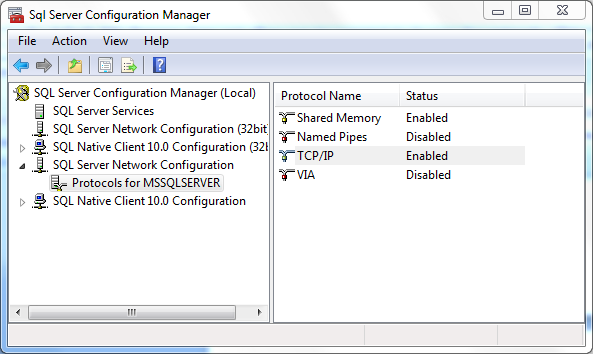 Sql Server Configuration Manager
File Action View Help
SQL Server Configuration Manager (Local)
SQL Server Services
SQL Server Network Configuration (32bit
SQL Native Client 10.0 Configuration (32b
SQL Server Network Configuration
Protocols for MSSQLSERVER
SQL Native Client 10.0 Configuration
Protocol Name Status
Shared Memory Enabled
Named Pipes Disabled
TCP/IP Enabled
VIA Disabled